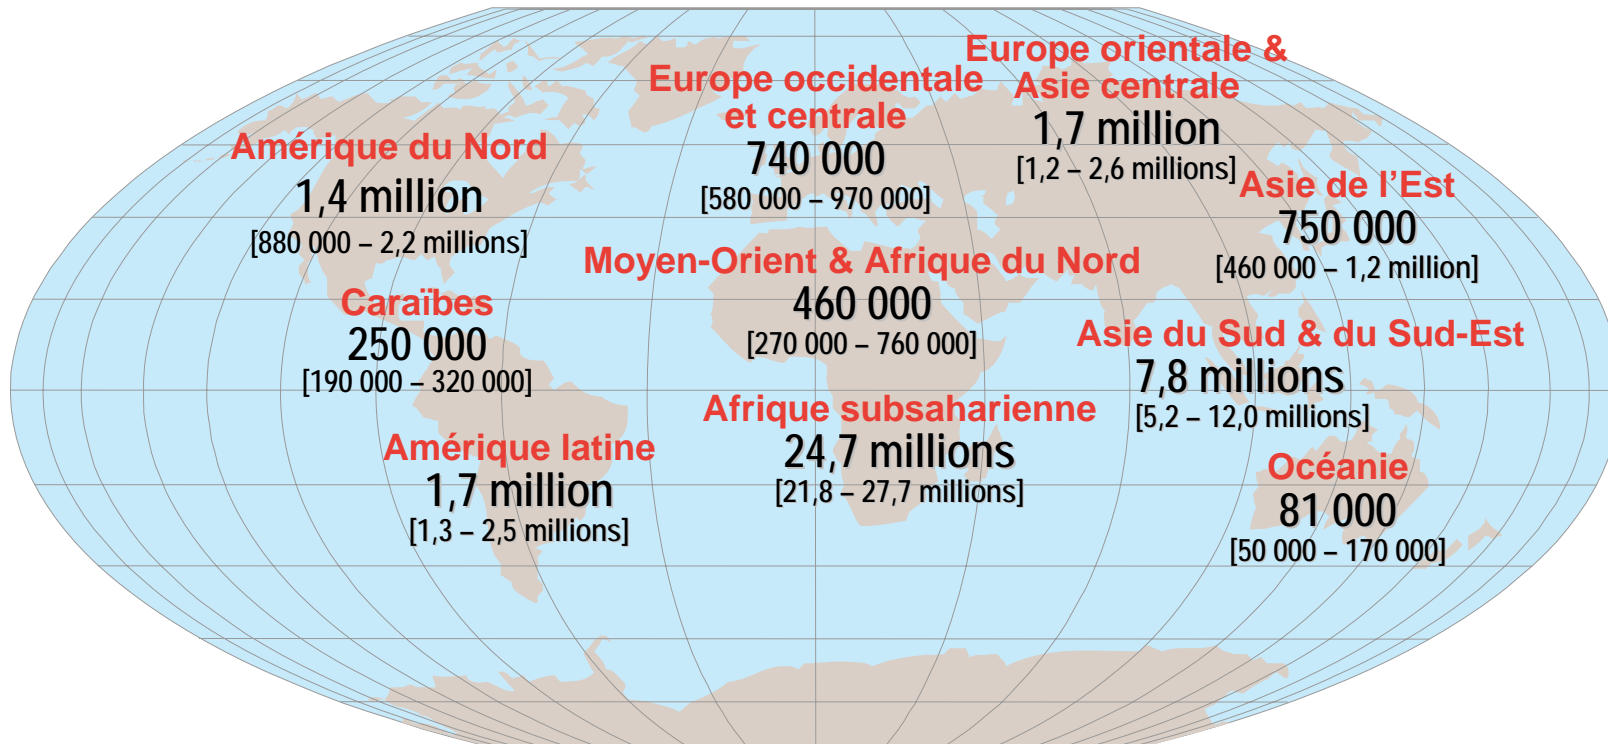 Europe orientale &
Asie centrale
1,7 million
[1,2 – 2,6 millions]
Europe occidentale
et centrale
740 000
[580 000 – 970 000]
Amérique du Nord
1,4 million
[880 000 – 2,2 millions]
Asie de l’Est
750 000
[460 000 – 1,2 million]
Moyen-Orient & Afrique du Nord
460 000
[270 000 – 760 000]
Caraïbes
250 000
[190 000 – 320 000]
Asie du Sud & du Sud-Est
7,8 millions
[5,2 – 12,0 millions]
Afrique subsaharienne
24,7 millions
[21,8 – 27,7 millions]
Amérique latine
1,7 million
[1,3 – 2,5 millions]
Océanie
81 000
[50 000 – 170 000]